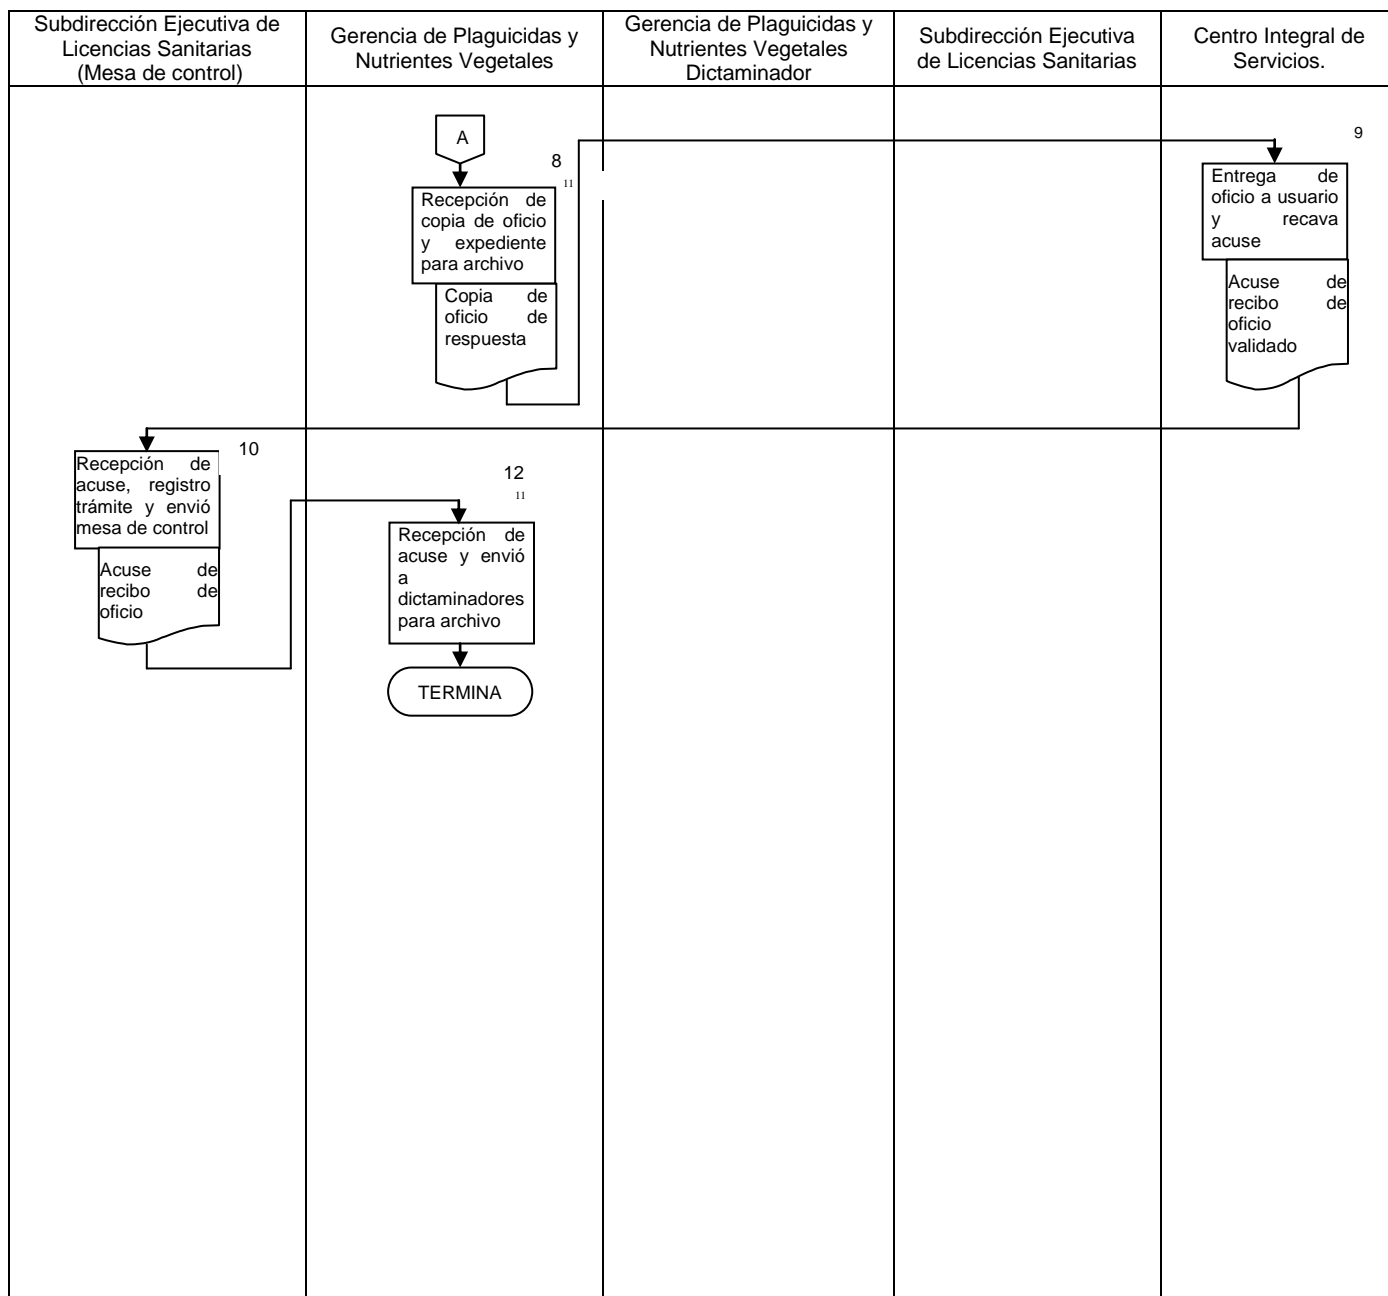 Subdirección Ejecutiva de
Licencias Sanitarias
(Mesa de control)
Gerencia de Plaguicidas y
Nutrientes Vegetales
Gerencia de Plaguicidas y
Nutrientes Vegetales
Dictaminador
Subdirección Ejecutiva
de Licencias Sanitarias
Centro Integral de
Servicios.
A
8
11
Recepción de
copia de oficio
y expediente
para archivo
Copia de
oficio de
respuesta
9
Entrega de
oficio a usuario
y recava
acuse
Acuse de
recibo de
oficio
validado
10
Recepción de
acuse, registro
trámite y envió
mesa de control
Acuse de
recibo de
oficio
12
11
Recepción de
acuse y envió
a
dictaminadores
para archivo
TERMINA